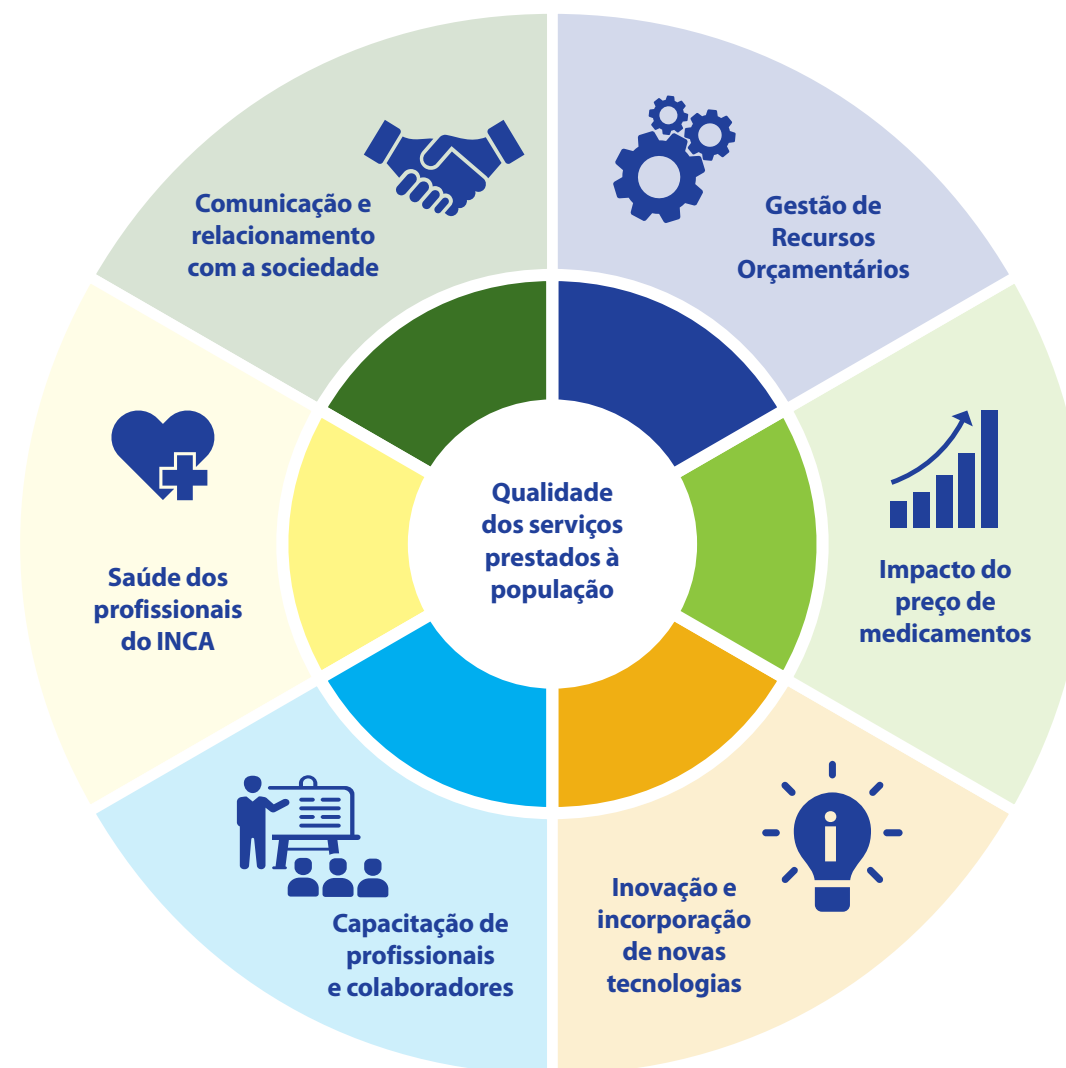 Comunicação e
relacionamento
com a sociedade
Gestão de
Recursos
Orçamentários
Qualidade
dos serviços
prestados à
população
Saúde dos
profissionais
do INCA
Impacto do
preço de
medicamentos
Capacitação de
profissionais
e colaboradores
Inovação e
incorporação
de novas
tecnologias